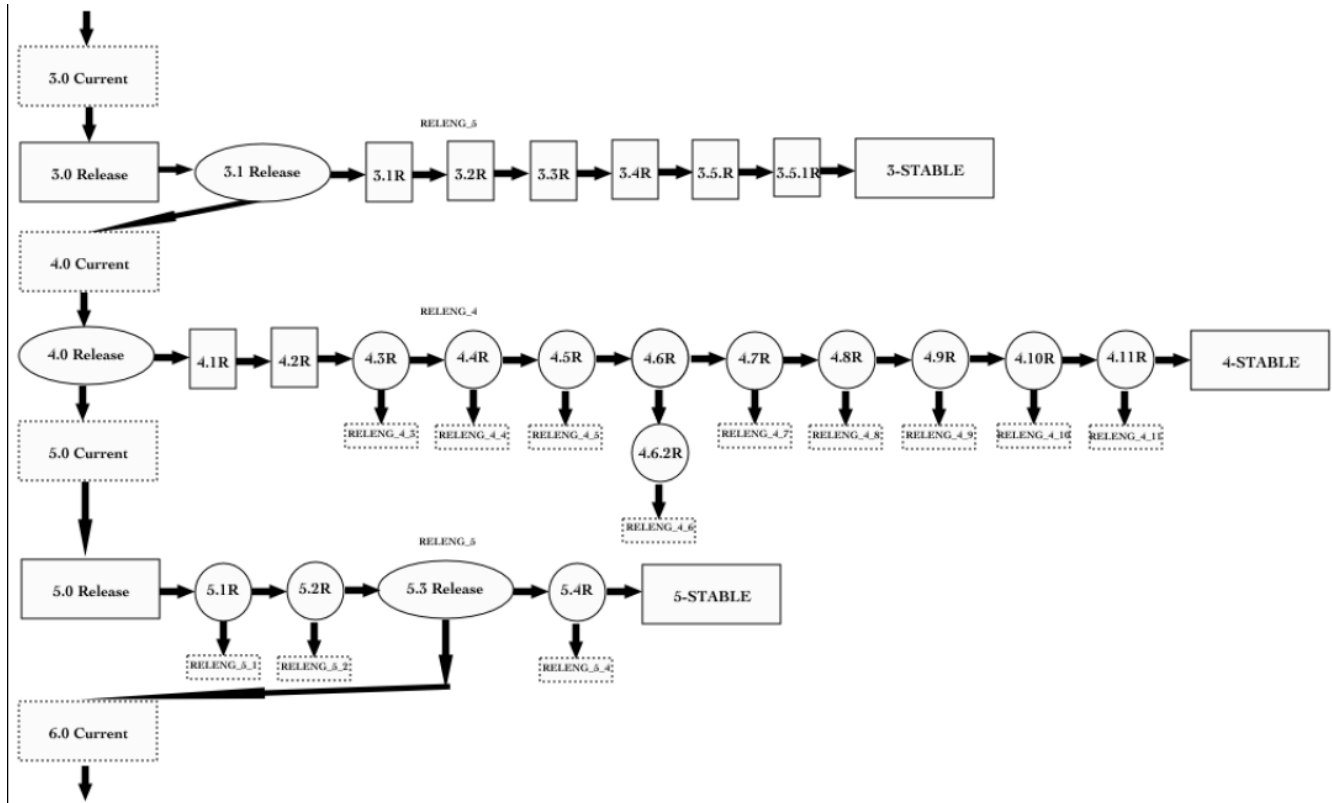 3.0 Current
RELENG_5
3.0 Release
3.1 Release
3.1R
3.2R
3.3R
3.4R
3.5.R
3.5.1R
3-STABLE
4.0 Current
RELENG_4
4.0 Release
4.1R
4.2R
4.3R
4.4R
4.5R
4.6R
4.7R
4.8R
4.9R
4.10R
4.11R
4-STABLE
RELENG_4_3
RELENG_4_4
RELENG_4_5
RELENG_4_7
RELENG_4_8
RELENG_4_9
RELENG_4_10
RELENG_4_11
5.0 Current
4.6.2R
RELENG_4_6
RELENG_5
5.0 Release
5.1R
5.2R
5.3 Release
5.4R
5-STABLE
RELENG_5_1
RELENG_5_2
RELENG_5_4
6.0 Current